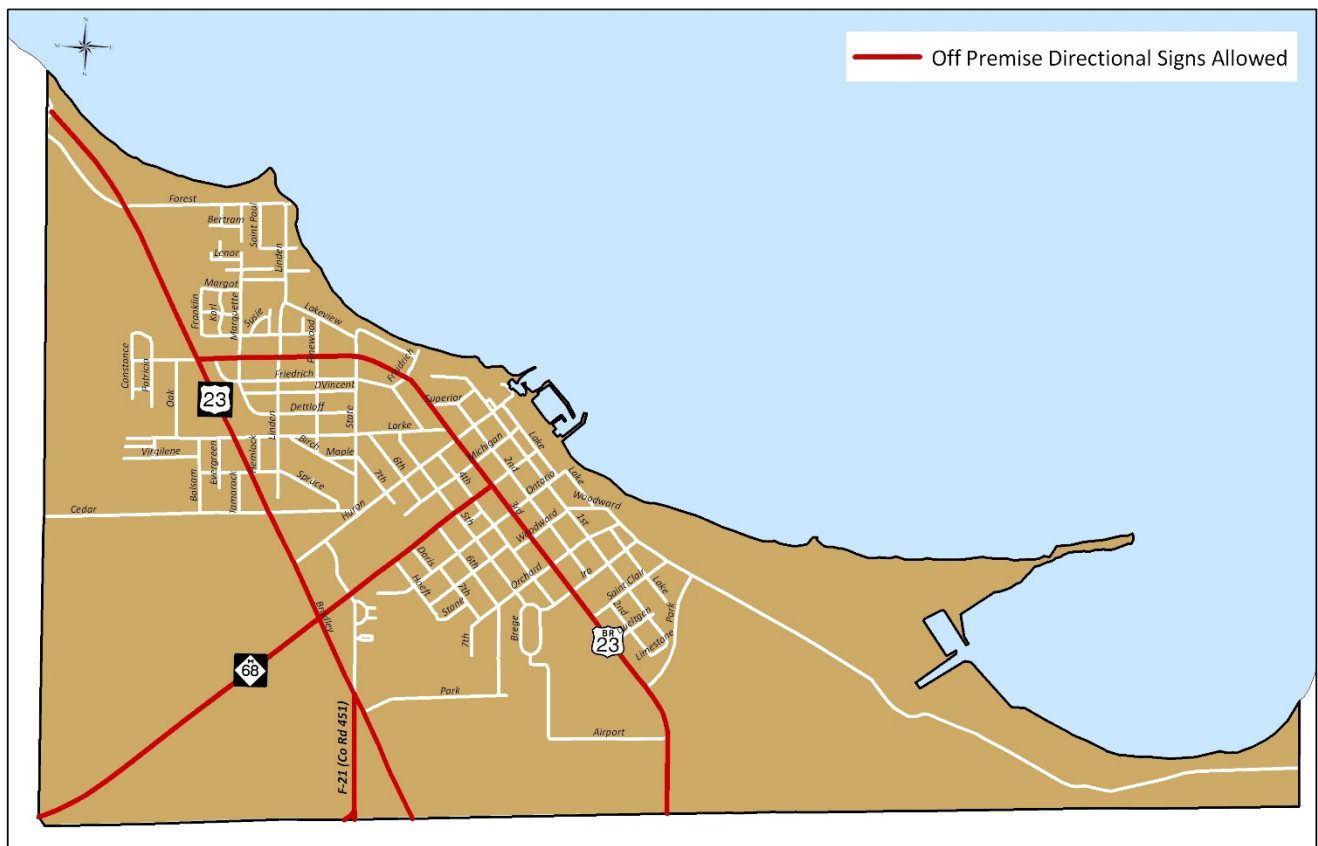 N
W
E
S
Off Premise Directional Signs Allowed
Forest
Bertram
Saint Paul
Lenor
Linden
Margot
Franklin
Karl
Marquette
Susie
Lakeview
Pinewood
Constance
Patricia
Oak
23
Friedrich
Friedrich
DVincent
Dettloff
State
Superior
Linden
Larke
Birch
Maple
Michigan
Lake
Virgilene
Evergreen
Hemlock
Balsam
Tamarack
Spruce
7th
6th
4th
2nd
Ontario
Lake
Woodward
Cedar
Huron
5th
3rd
Woodward
1st
Doris
6th
Hoeft
7th
Stone
Orchard
Ira
Saint Clair
Lake
2nd
Dueltgen
Park
Limestone
Bradley
7th
Brege
BR
23
M
68
Park
F-21 (Co Rd 451)
Airport